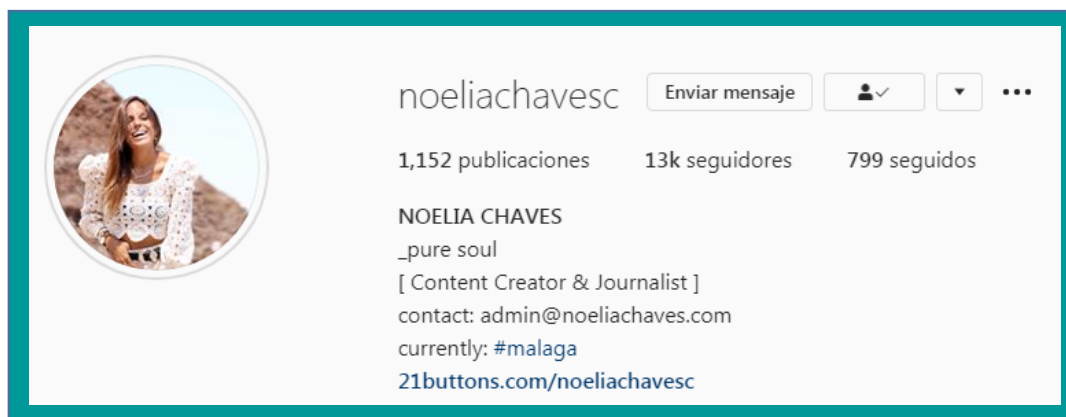 noeliachavesc Enviar mensaje
1,152 publicaciones 13k seguidores 799 seguidos
NOELIA CHAVES
_pure soul
[ Content Creator & Journalist ]
contact: admin@noeliachaves.com
currently: #malaga
21buttons.com/noeliachavesc